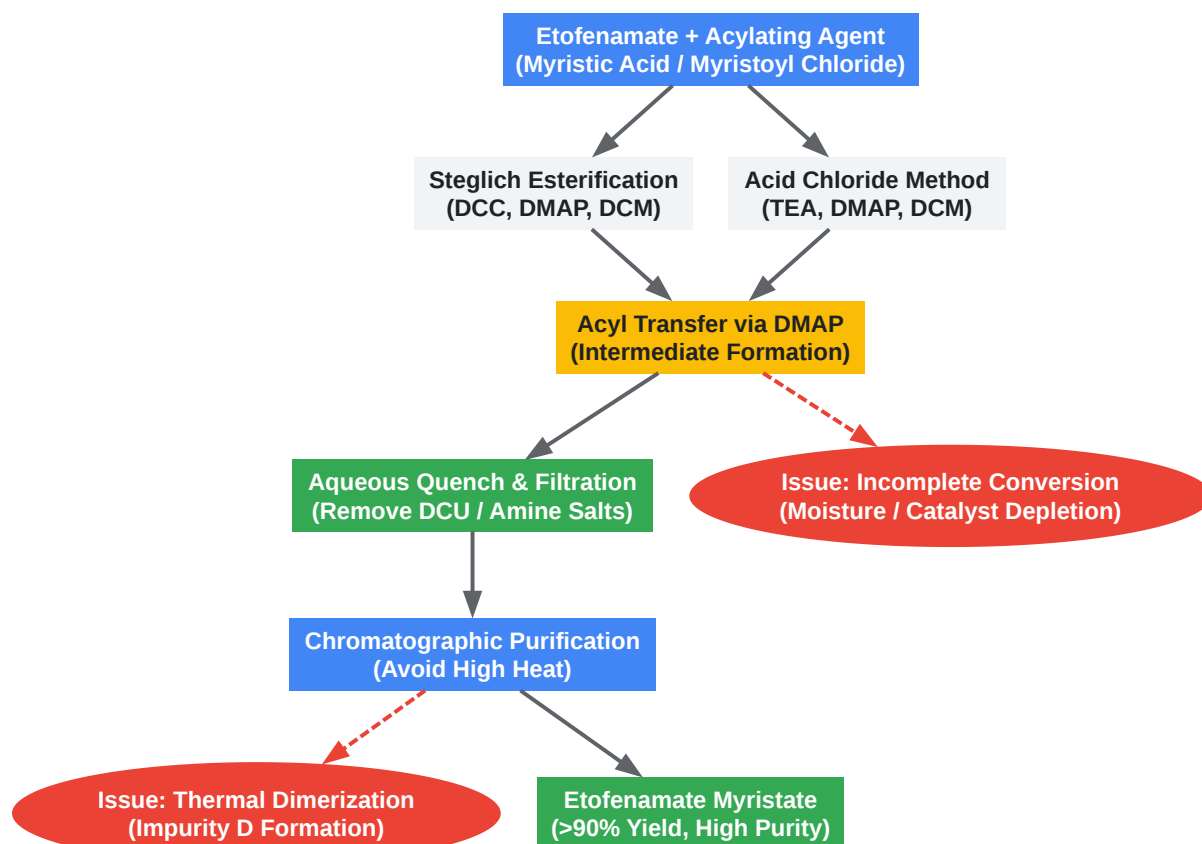 Etofenamate + Acylating Agent
(Myristic Acid / Myristoyl Chloride)
Steglich Esterification
(DCC, DMAP, DCM)
Acid Chloride Method
(TEA, DMAP, DCM)
Acyl Transfer via DMAP
(Intermediate Formation)
Aqueous Quench & Filtration
(Remove DCU / Amine Salts)
Issue: Incomplete Conversion
(Moisture / Catalyst Depletion)
Chromatographic Purification
(Avoid High Heat)
Issue: Thermal Dimerization
(Impurity D Formation)
Etofenamate Myristate
(>90% Yield, High Purity)